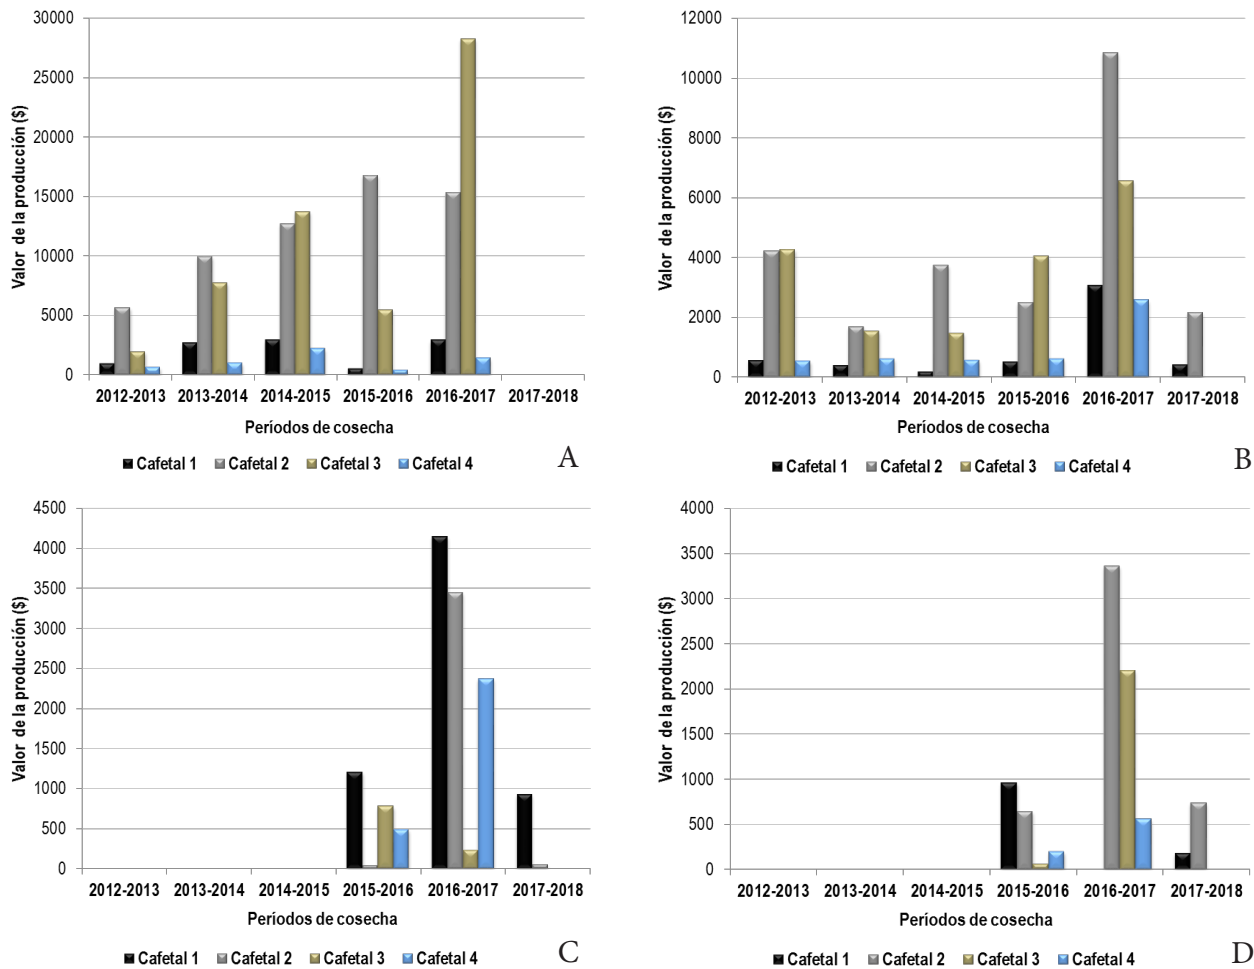 30000
25000
20000
15000
10000
5000
0
Valor de la producción ($)
2012-2013 2013-2014 2014-2015 2015-2016 2016-2017 2017-2018
Períodos de cosecha
Cafetal 1 Cafetal 2 Cafetal 3 Cafetal 4
A
12000
10000
8000
6000
4000
2000
0
Valor de la producción ($)
2012-2013 2013-2014 2014-2015 2015-2016 2016-2017 2017-2018
Períodos de cosecha
Cafetal 1 Cafetal 2 Cafetal 3 Cafetal 4
B
4500
4000
3500
3000
2500
2000
1500
1000
500
0
Valor de la producción ($)
2012-2013 2013-2014 2014-2015 2015-2016 2016-2017 2017-2018
Períodos de cosecha
Cafetal 1 Cafetal 2 Cafetal 3 Cafetal 4
C
4000
3500
3000
2500
2000
1500
1000
500
0
Valor de la producción ($)
2012-2013 2013-2014 2014-2015 2015-2016 2016-2017 2017-2018
Períodos de cosecha
Cafetal 1 Cafetal 2 Cafetal 3 Cafetal 4
D